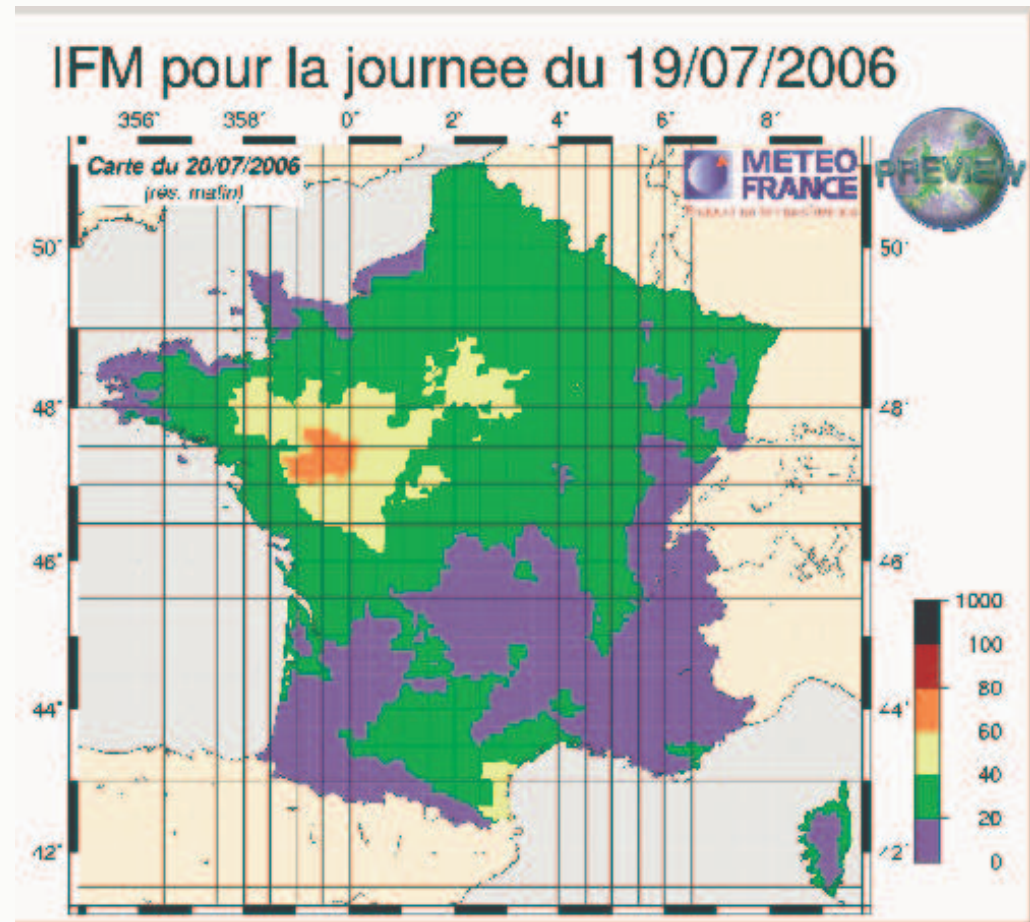 IFM pour la journee du 19/07/2006
356° 358° 0° 2° 4° 6° 8°
Carte du 20/07/2006
(rés. matin)
METEO
FRANCE
PREVIEW
50° 50°
48° 48°
46° 46°
44° 44°
42° 42°
1000
100
80
60
40
20
0